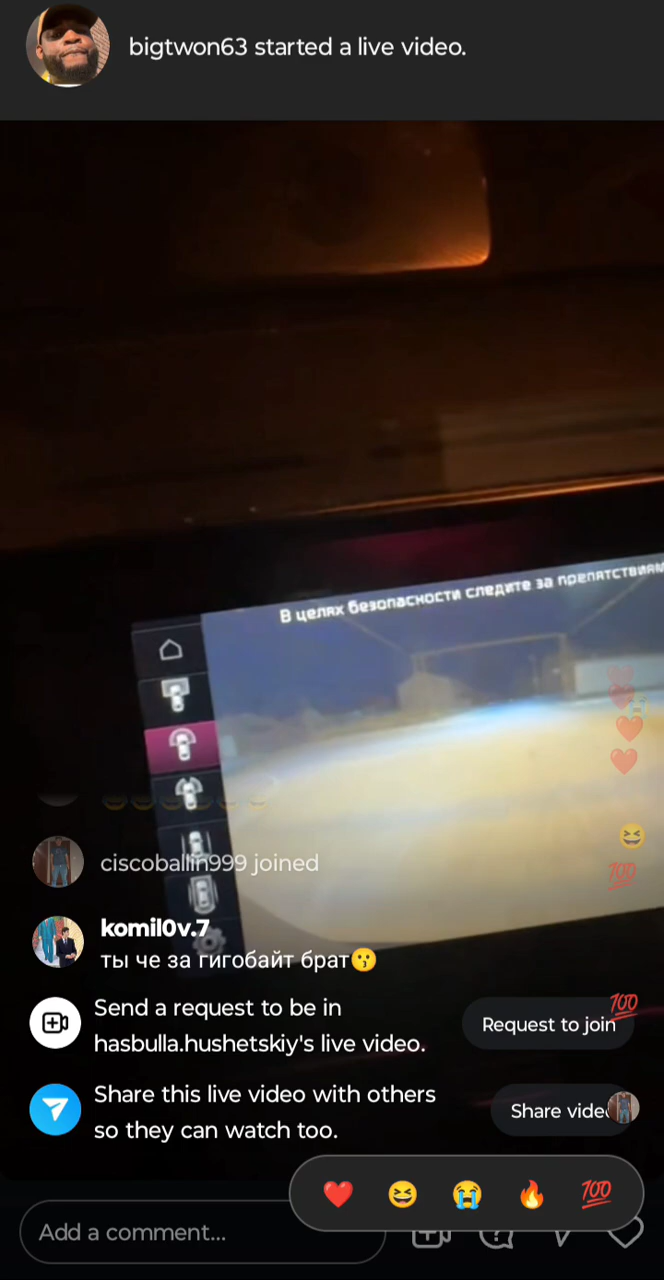 bigtwon63 started a live video.
В целях безопасности следите за препятствиям
ciscoballin999 joined
komil0v.7
ты че за гигобайт брат😗
Send a request to be in
hasbulla.hushetskiy's live video.
Request to join
Share this live video with others
so they can watch too.
Share vide
Add a comment...